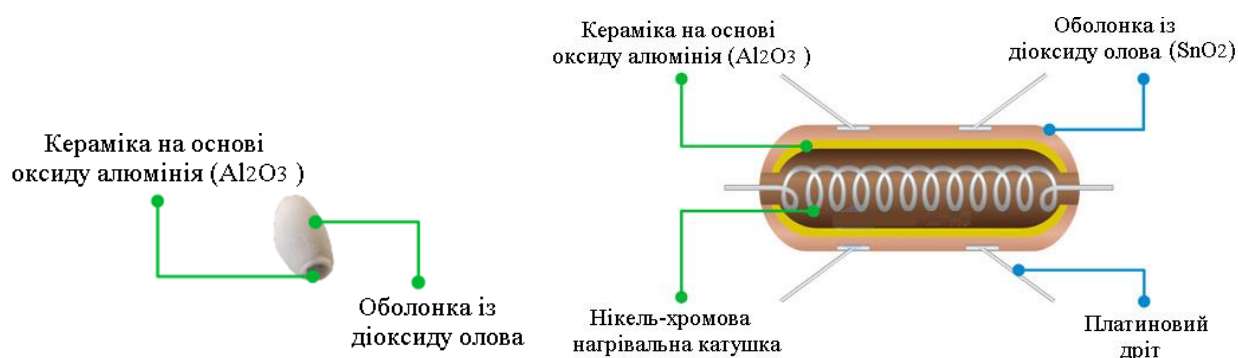 Кераміка на основі
оксиду алюмінія (Al2O3 )
Оболонка із
діоксиду олова
Кераміка на основі
оксиду алюмінія (Al2O3 )
Оболонка із
діоксиду олова (SnO2)
Нікель-хромова
нагрівальна катушка
Платиновий
дріт